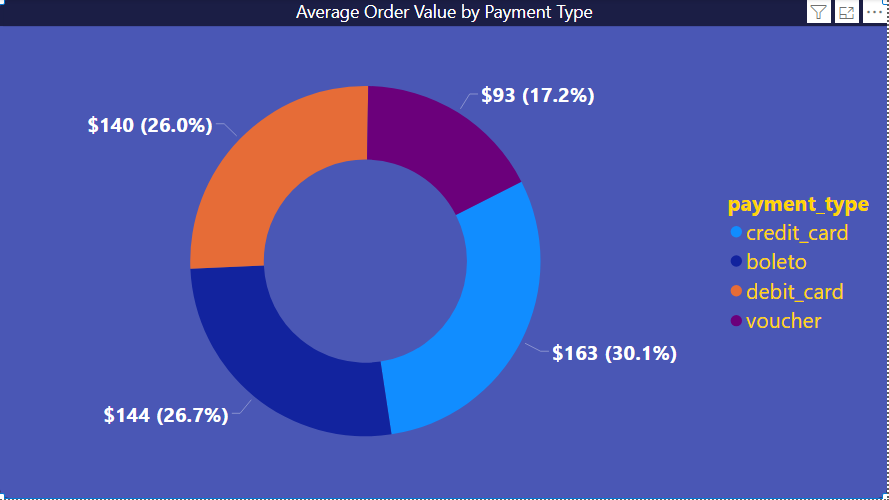 Average Order Value by Payment Type
$93 (17.2%)
$140 (26.0%)
payment_type
credit_card
boleto
debit_card
voucher
$163 (30.1%)
$144 (26.7%)